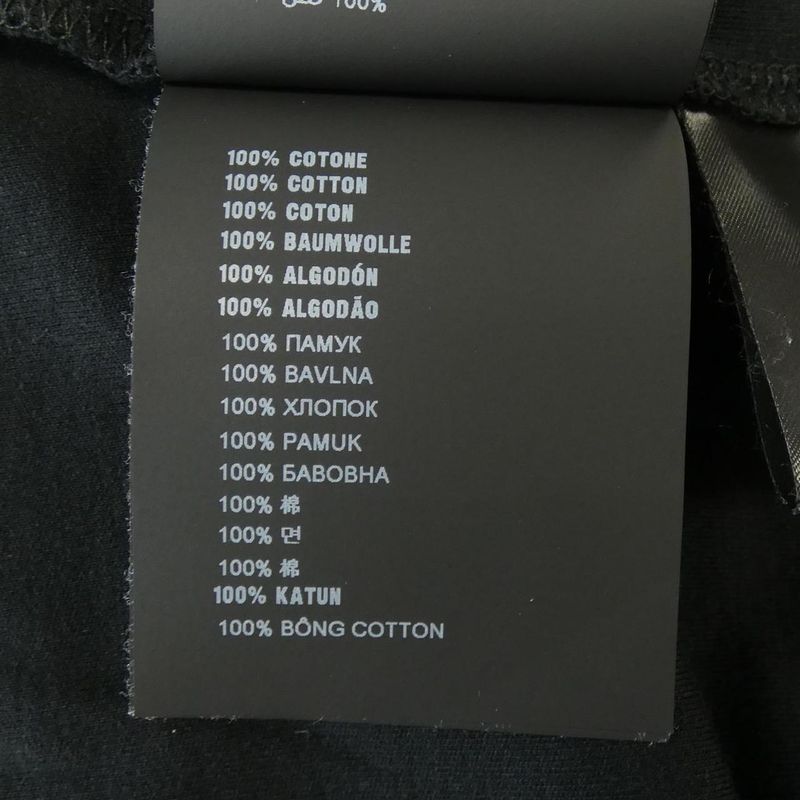 100%
100% COTONE
100% COTTON
100% COTON
100% BAUMWOLLE
100% ALGODÓN
100% ALGODÃO
100% ПАМУК
100% BAVLNA
100% ХЛОПОК
100% PAMUK
100% БАВОВНА
100% 棉
100% 면
100% 棉
100% KATUN
100% BÔNG COTTON